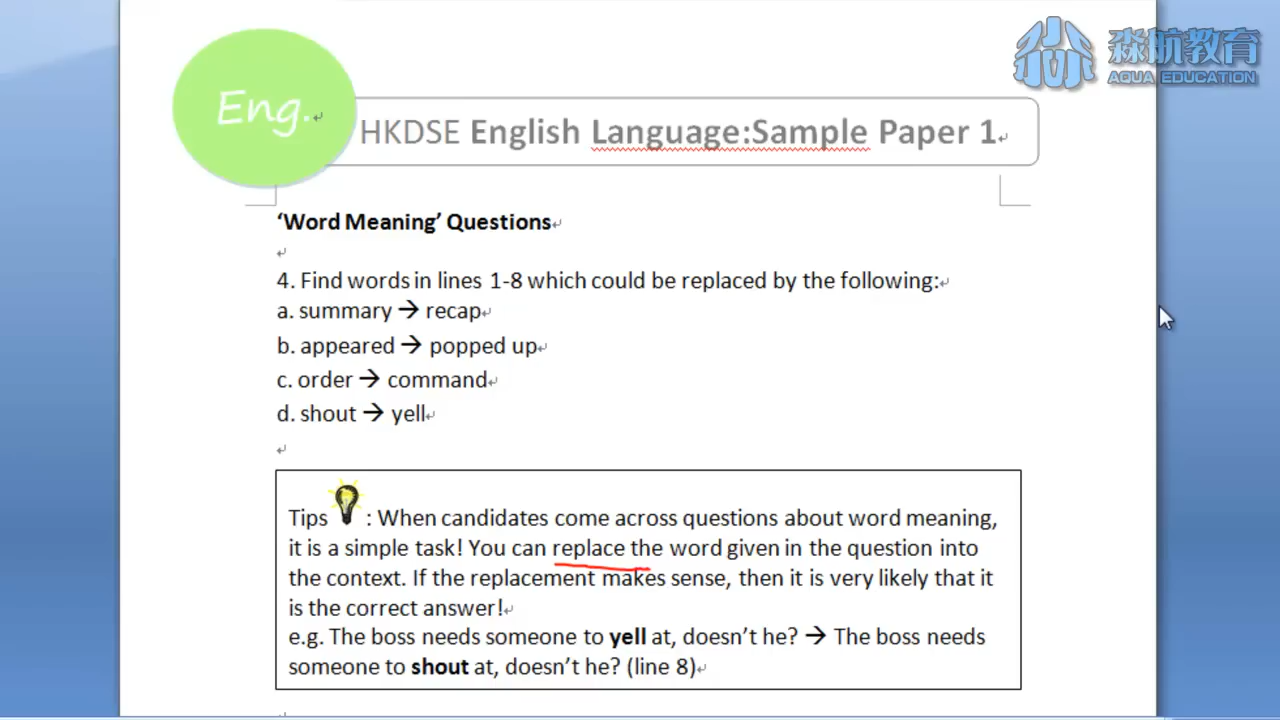 淼航教育
AQUA EDUCATION
Eng.
HKDSE English Language:Sample Paper 1
‘Word Meaning’ Questions
4. Find words in lines 1-8 which could be replaced by the following:
a. summary → recap
b. appeared → popped up
c. order → command
d. shout → yell
Tips : When candidates come across questions about word meaning,
it is a simple task! You can replace the word given in the question into
the context. If the replacement makes sense, then it is very likely that it
is the correct answer!
e.g. The boss needs someone to yell at, doesn’t he? → The boss needs
someone to shout at, doesn’t he? (line 8)